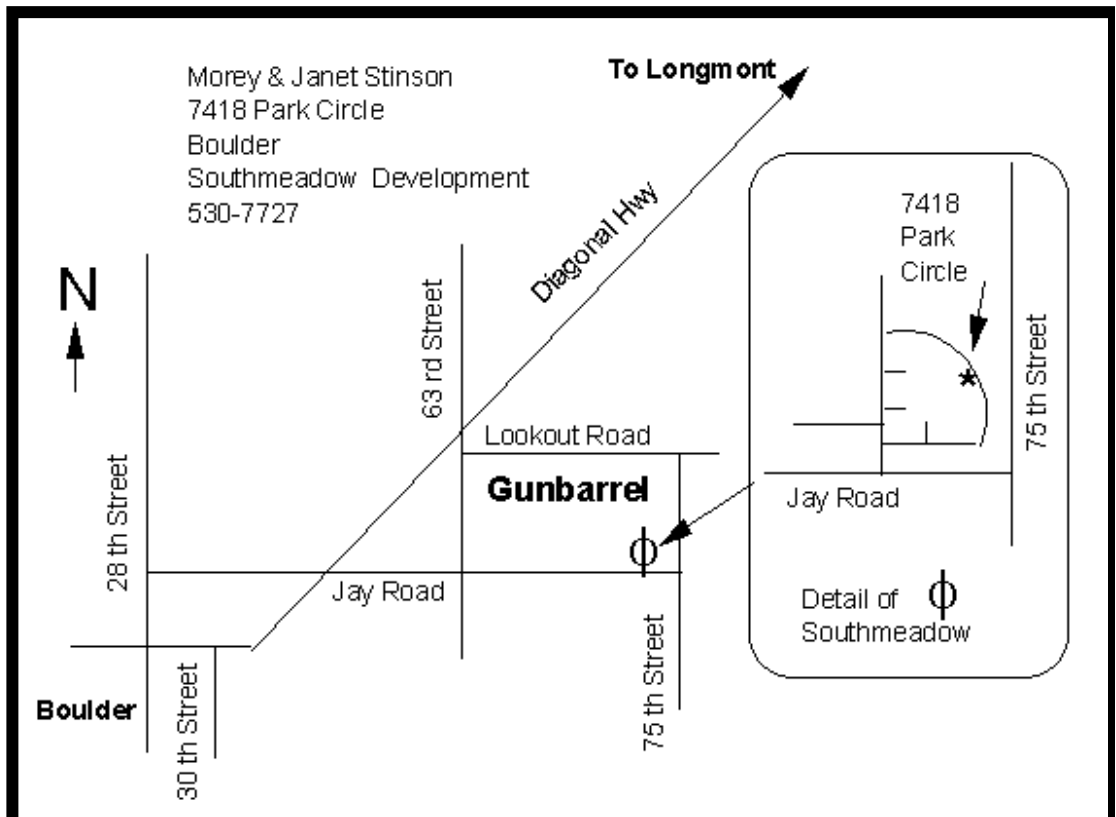 Morey & Janet Stinson
7418 Park Circle
Boulder
Southmeadow Development
530-7727
To Longmont
Diagonal Hwy
N
28 th Street
63 rd Street
Lookout Road
Gunbarrel
Jay Road
Boulder
30 th Street
75 th Street
7418
Park
Circle
75 th Street
Jay Road
Detail of ϕ
Southmeadow